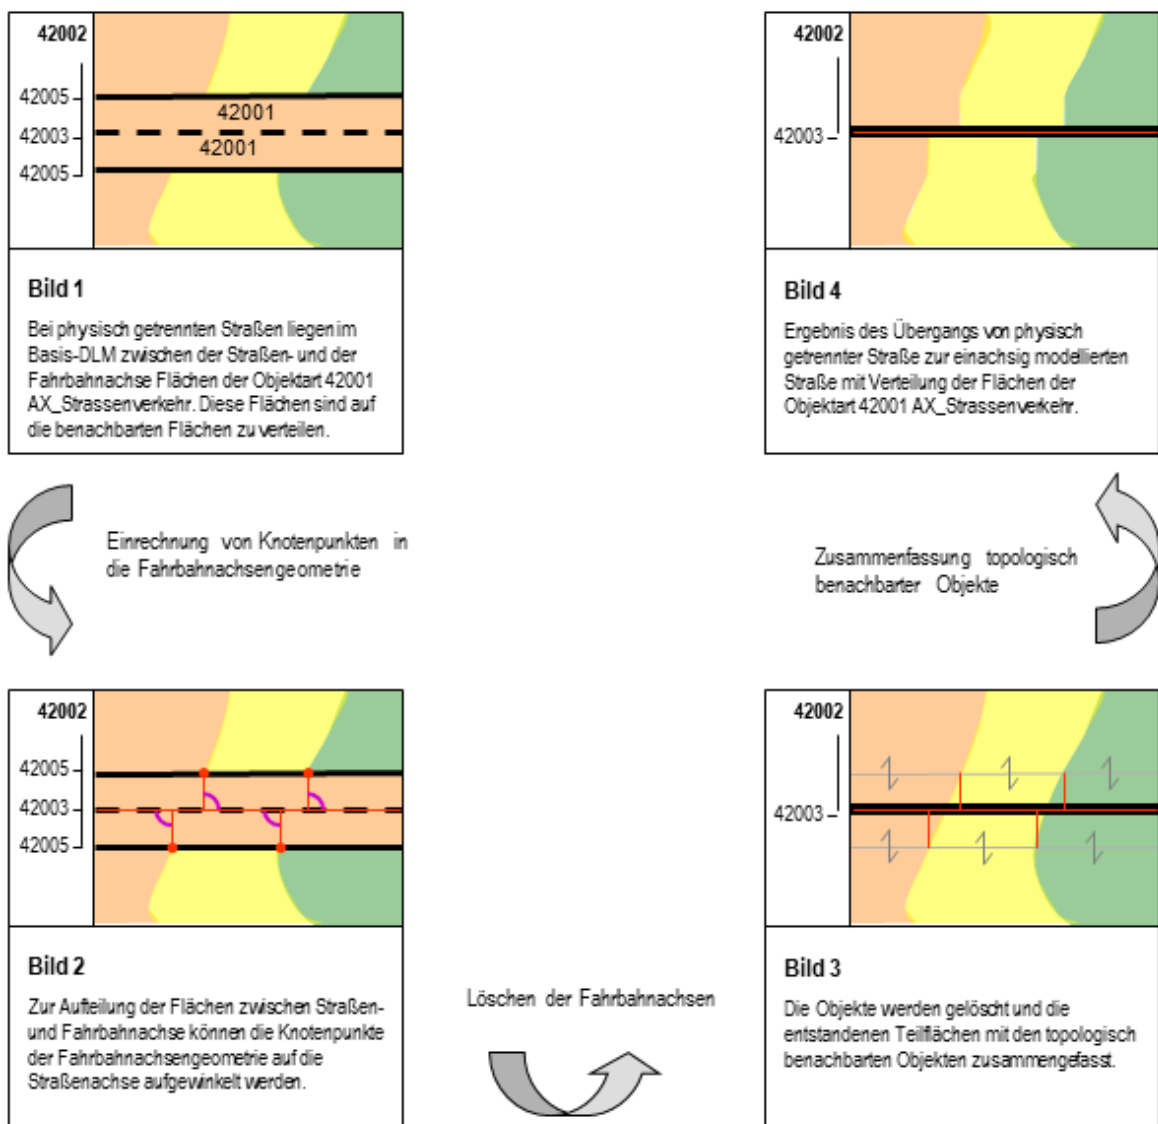 42002
42005
42001
42003
42001
42005
Bild 1
Bei physisch getrennten Straßen liegen im
Basis-DLM zwischen der Straßen- und der
Fahrbahnachse Flächen der Objektart 42001
AX_Strassenverkehr. Diese Flächen sind auf
die benachbarten Flächen zu verteilen.
Einrechnung von Knotenpunkten in
die Fahrbahnachsengeometrie
42002
42005
42003
42005
Bild 2
Zur Aufteilung der Flächen zwischen Straßen-
und Fahrbahnachse können die Knotenpunkte
der Fahrbahnachsengeometrie auf die
Straßenachse aufgewinkelt werden.
Löschen der Fahrbahnachsen
42002
42003
Bild 3
Die Objekte werden gelöscht und die
entstandenen Teilflächen mit den topologisch
benachbarten Objekten zusammengefasst.
Zusammenfassung topologisch
benachbarter Objekte
42002
42003
Bild 4
Ergebnis des Übergangs von physisch
getrennter Straße zur einachsig modellierten
Straße mit Verteilung der Flächen der
Objektart 42001 AX_Strassenverkehr.